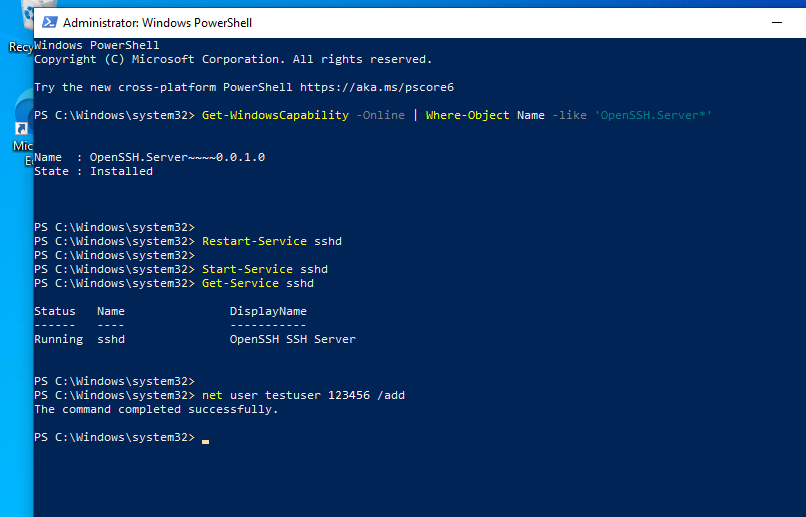 Administrator: Windows PowerShell
Windows PowerShell
Copyright (C) Microsoft Corporation. All rights reserved.
Try the new cross-platform PowerShell https://aka.ms/pscore6
PS C:\Windows\system32> Get-WindowsCapability -Online | Where-Object Name -like 'OpenSSH.Server*'
Name  : OpenSSH.Server~~~~0.0.1.0
State : Installed
PS C:\Windows\system32>
PS C:\Windows\system32> Restart-Service sshd
PS C:\Windows\system32>
PS C:\Windows\system32> Start-Service sshd
PS C:\Windows\system32> Get-Service sshd
Status   Name               DisplayName
------   ----               -----------
Running  sshd               OpenSSH SSH Server
PS C:\Windows\system32>
PS C:\Windows\system32> net user testuser 123456 /add
The command completed successfully.
PS C:\Windows\system32>